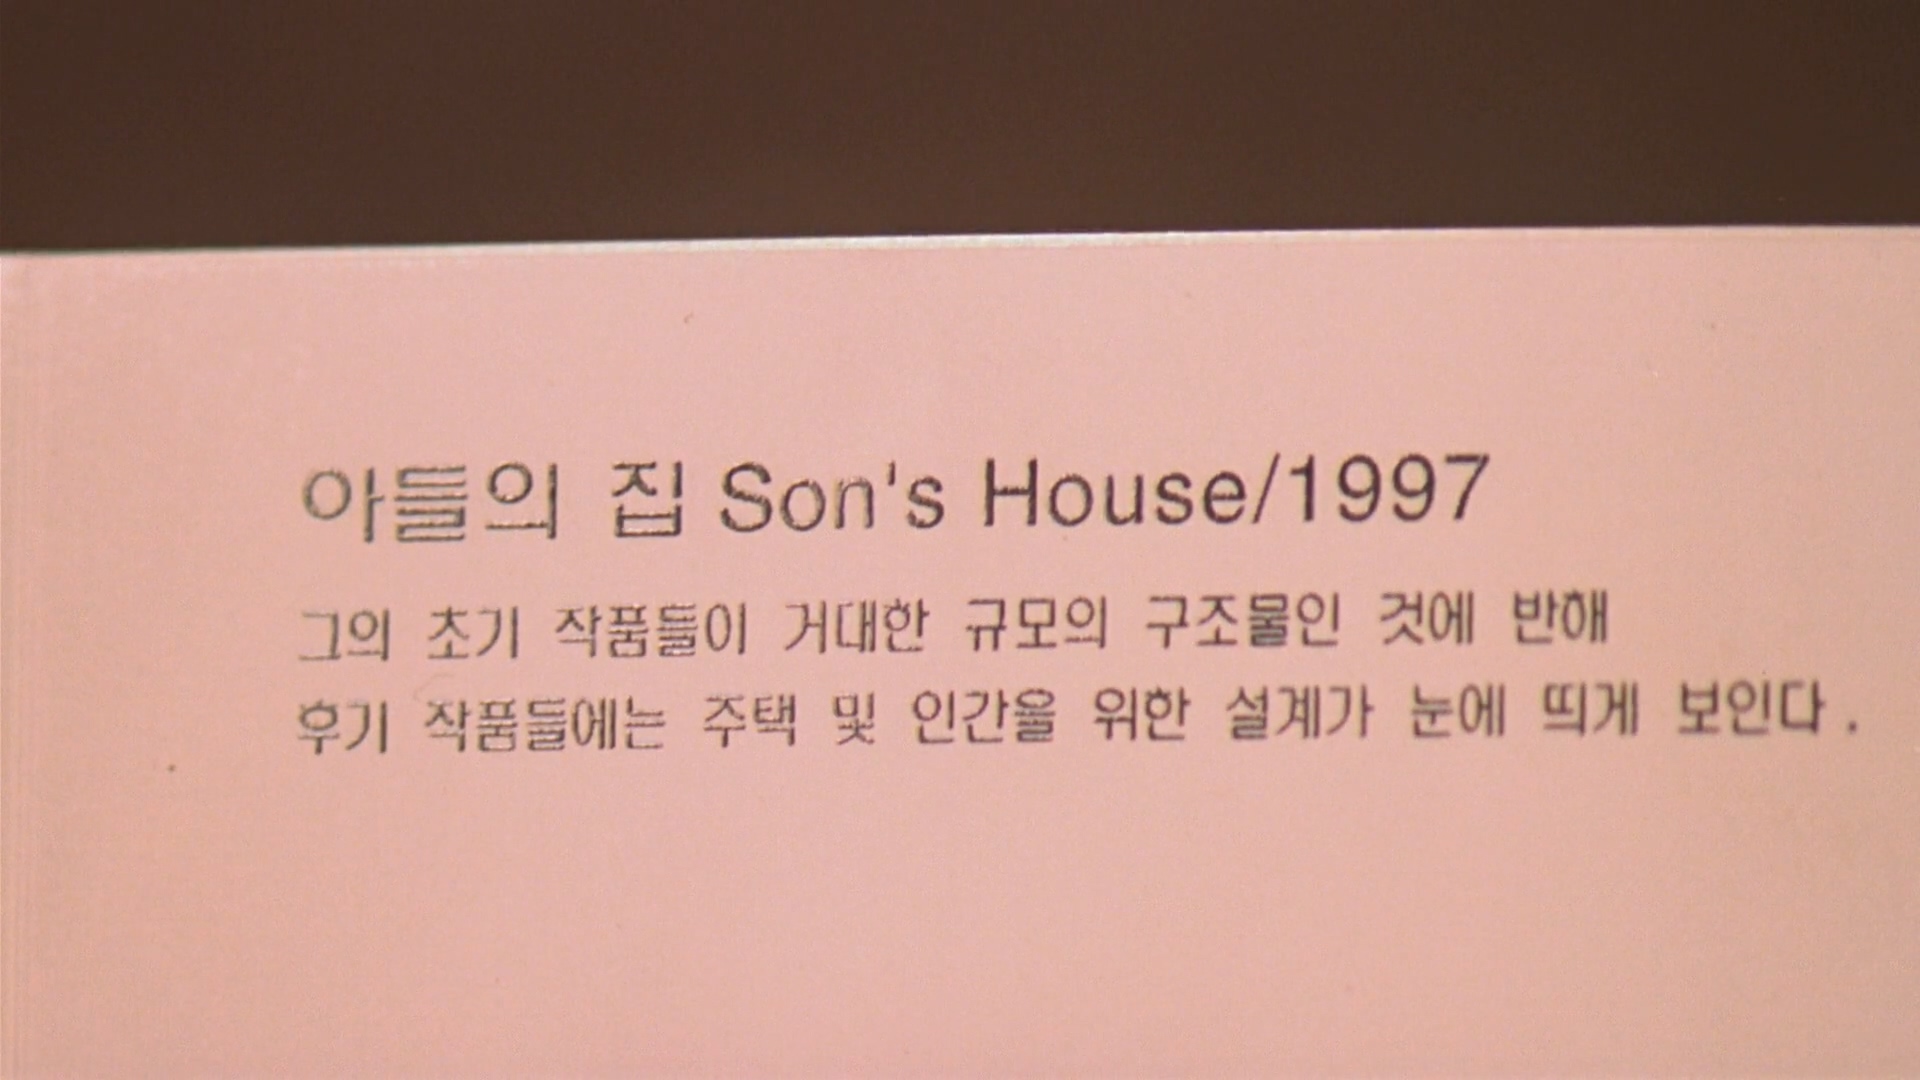 아들의 집 Son's House/1997
그의 초기 작품들이 거대한 규모의 구조물인 것에 반해
후기 작품들에는 주택 및 인간을 위한 설계가 눈에 띄게 보인다.